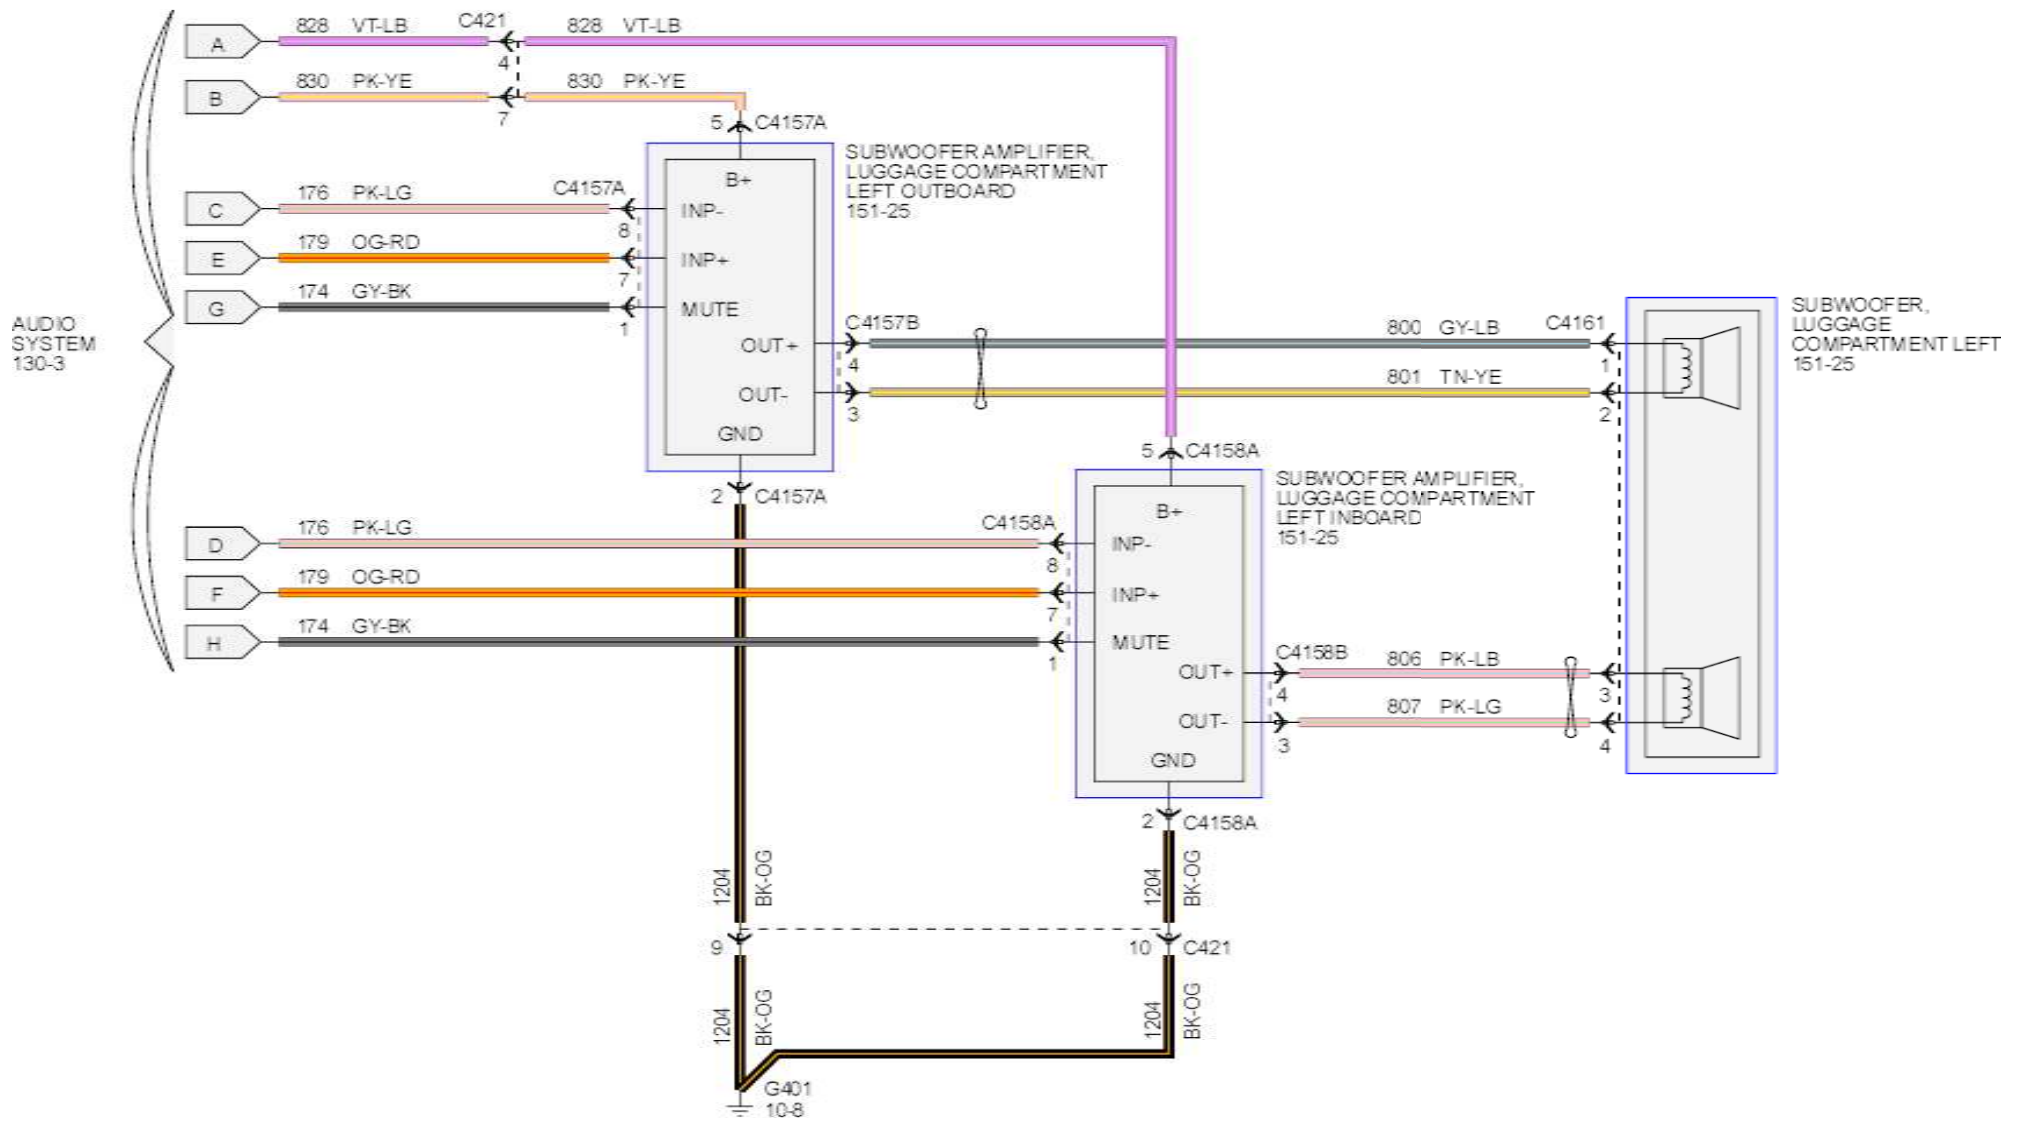 828 VT-LB C421 828 VT-LB
A
4
830 PK-YE 830 PK-YE
B
7
5 C4157A
SUBWOOFER AMPLIFIER,
LUGGAGE COMPARTMENT
LEFT OUTBOARD
151-25
B+
176 PK-LG C4157A
C
INP-
8
179 OG-RD
E
INP+
7
174 GY-BK
G
MUTE
1
AUDIO
SYSTEM
130-3
C4157B
OUT+
4
OUT-
3
GND
2 C4157A
800 GY-LB C4161
1
801 TN-YE
2
SUBWOOFER,
LUGGAGE
COMPARTMENT LEFT
151-25
5 C4158A
SUBWOOFER AMPLIFIER,
LUGGAGE COMPARTMENT
LEFT INBOARD
151-25
B+
176 PK-LG C4158A
D
INP-
8
179 OG-RD
F
INP+
7
174 GY-BK
H
MUTE
1
C4158B
OUT+
4
806 PK-LB
3
OUT-
3
807 PK-LG
4
GND
2 C4158A
1204 BK-OG
1204 BK-OG
9
10 C421
1204 BK-OG
1204 BK-OG
G401
10-8